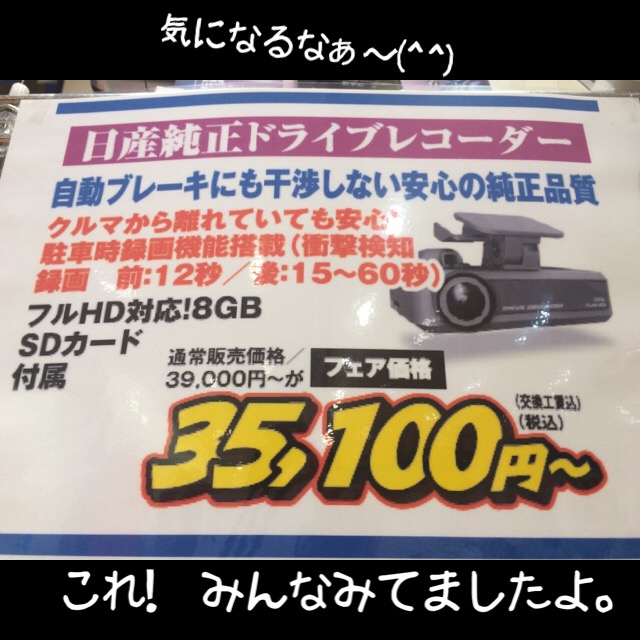 気になるなぁ～(^^)
日産純正ドライブレコーダー
自動ブレーキにも干渉しない安心の純正品質
クルマから離れていても安心
駐車時録画機能搭載(衝撃検知
録画 前:12秒/後:15～60秒)
フルHD対応!8GB
SDカード
付属
通常販売価格/
39,000円～が
フェア価格
35,100円～
(交換工賃込)
(税込)
これ! みんなみてましたよ。